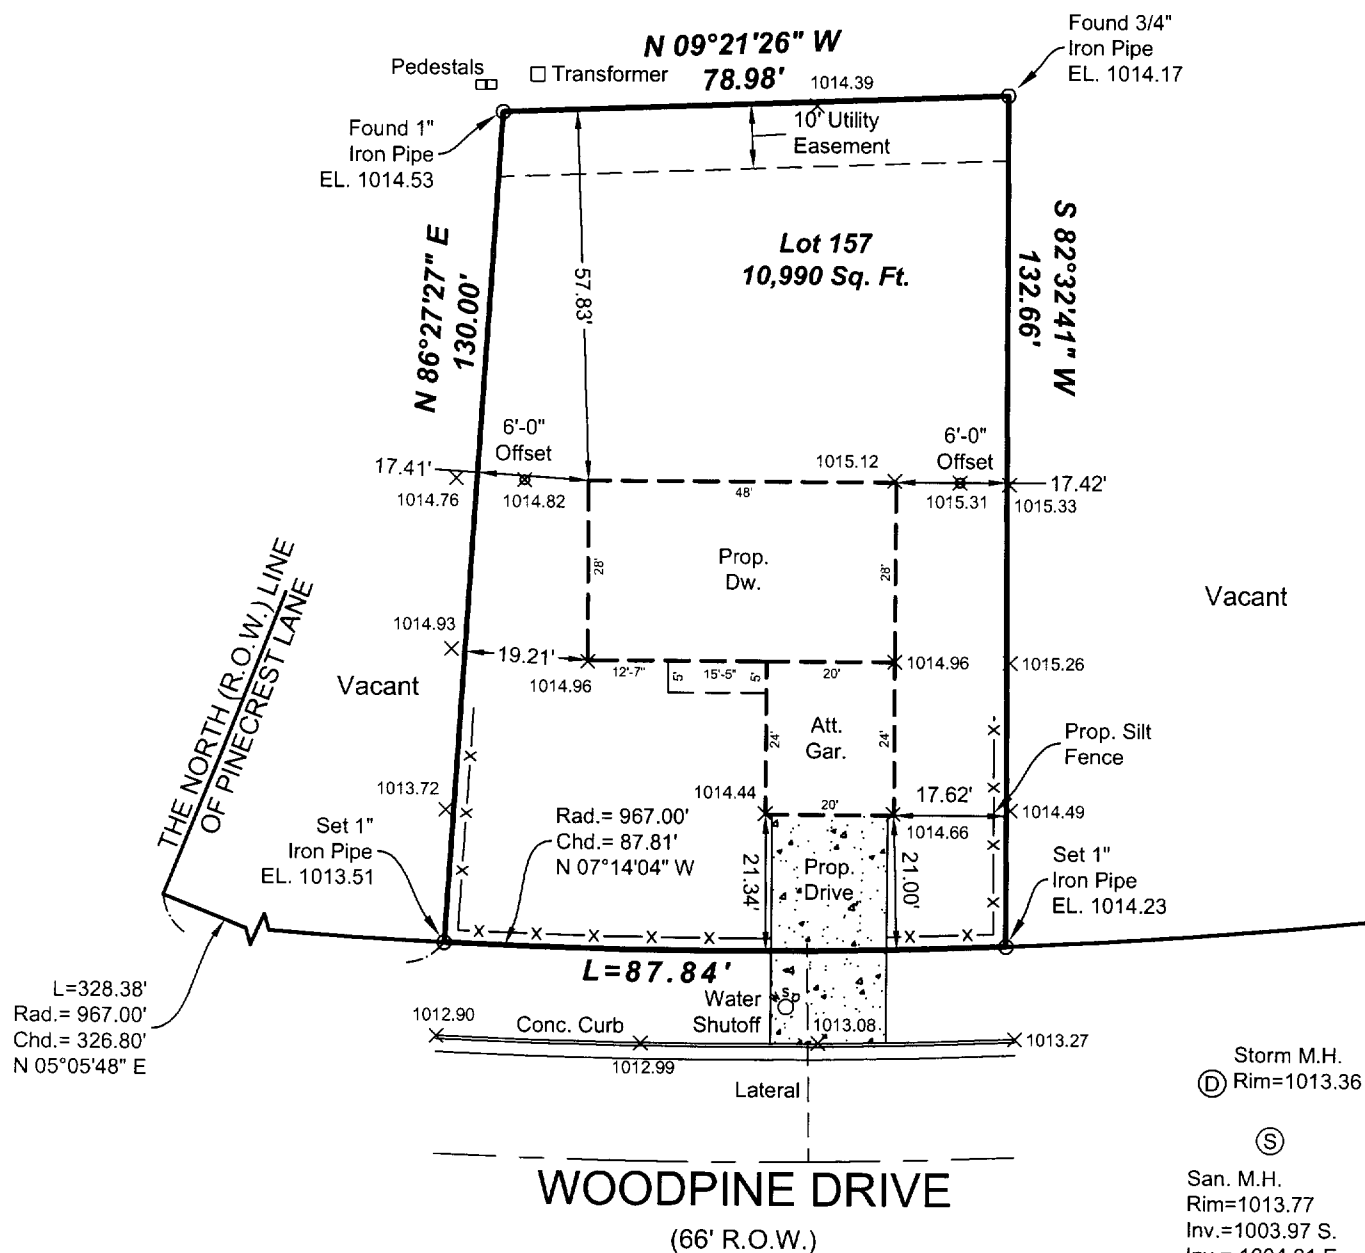 N 09°21'26" W
78.98'
1014.39
Found 3/4"
Iron Pipe
EL. 1014.17
Pedestals
Transformer
Found 1"
Iron Pipe
EL. 1014.53
10' Utility
Easement
Lot 157
10,990 Sq. Ft.
N 86°27'27" E
130.00'
S 82°32'41" W
132.66'
57.83'
6'-0"
Offset
17.41'
1014.76
1014.82
48'
1015.12
6'-0"
Offset
17.42'
1015.31
1015.33
28'
Prop.
Dw.
28'
Vacant
THE NORTH (R.O.W.) LINE
OF PINECREST LANE
1014.93
19.21'
1014.96
12'-7"
5'
15'-5"
5'
20'
1014.96
1015.26
Vacant
24'
Att.
Gar.
24'
Prop. Silt
Fence
1013.72
1014.44
20'
17.62'
1014.66
1014.49
Set 1"
Iron Pipe
EL. 1013.51
Rad.= 967.00'
Chd.= 87.81'
N 07°14'04" W
21.34'
Prop.
Drive
21.00'
Set 1"
Iron Pipe
EL. 1014.23
L=87.84'
L=328.38'
Rad.= 967.00'
Chd.= 326.80'
N 05°05'48" E
Water
Shutoff
1012.90
Conc. Curb
1012.99
1013.08
1013.27
Lateral
Storm M.H.
D Rim=1013.36
S
San. M.H.
Rim=1013.77
Inv.=1003.97 S.
WOODPINE DRIVE
(66' R.O.W.)